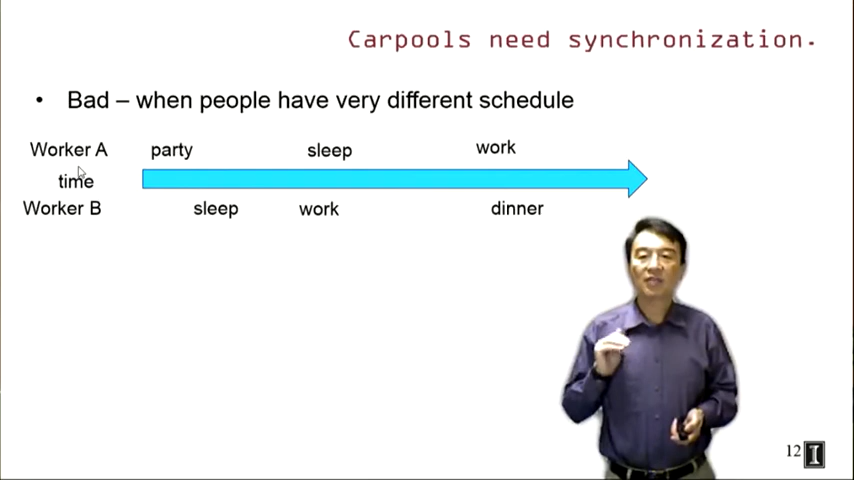 Carpools need synchronization.
• Bad – when people have very different schedule
Worker A party sleep work
time
Worker B sleep work dinner
12 I